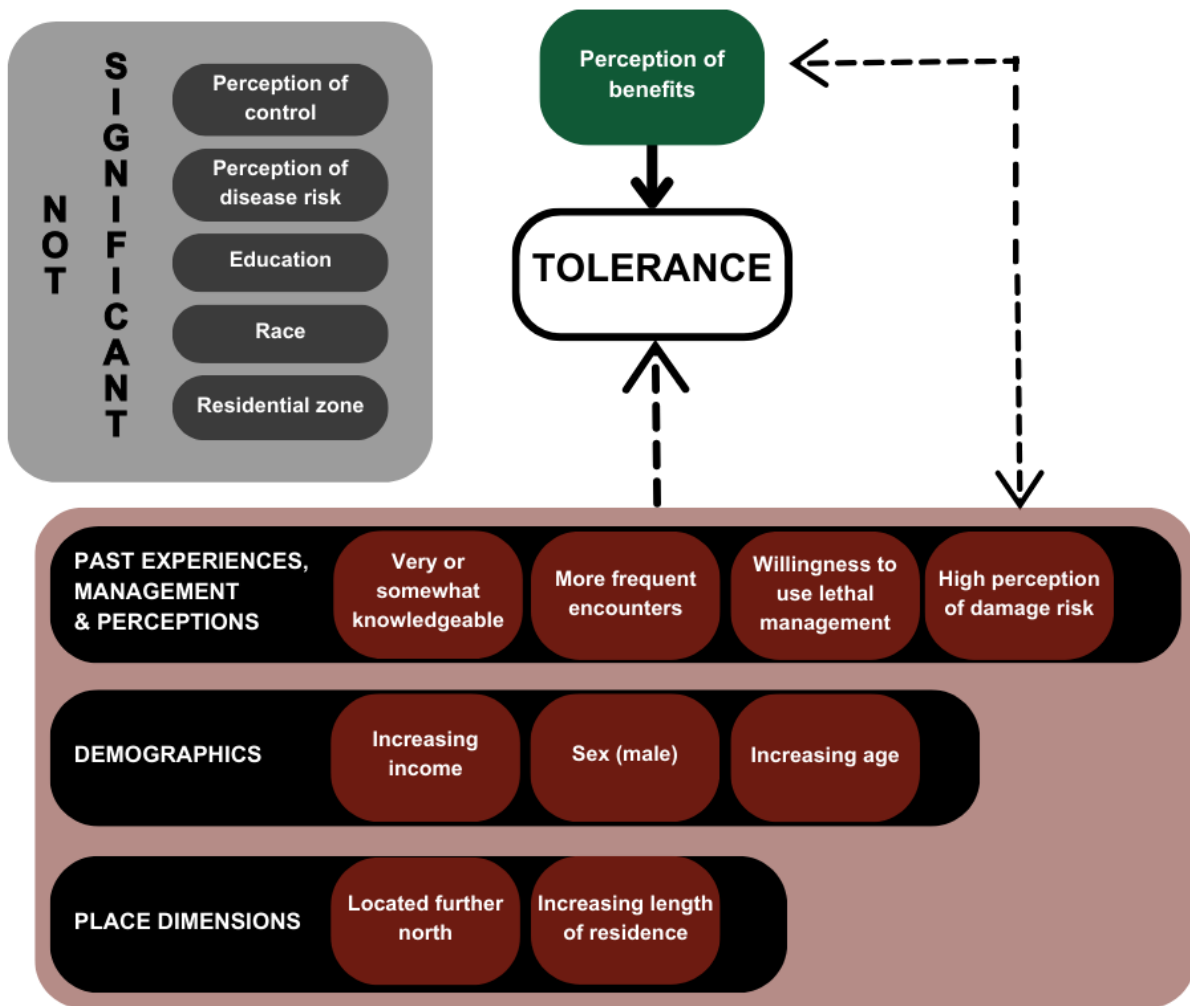 NOT
SIGNIFICANT
Perception of
control
Perception of
disease risk
Education
Race
Residential zone
Perception of
benefits
TOLERANCE
PAST EXPERIENCES,
MANAGEMENT
& PERCEPTIONS
Very or
somewhat
knowledgeable
More frequent
encounters
Willingness to
use lethal
management
High perception
of damage risk
DEMOGRAPHICS
Increasing
income
Sex (male)
Increasing age
PLACE DIMENSIONS
Located further
north
Increasing length
of residence